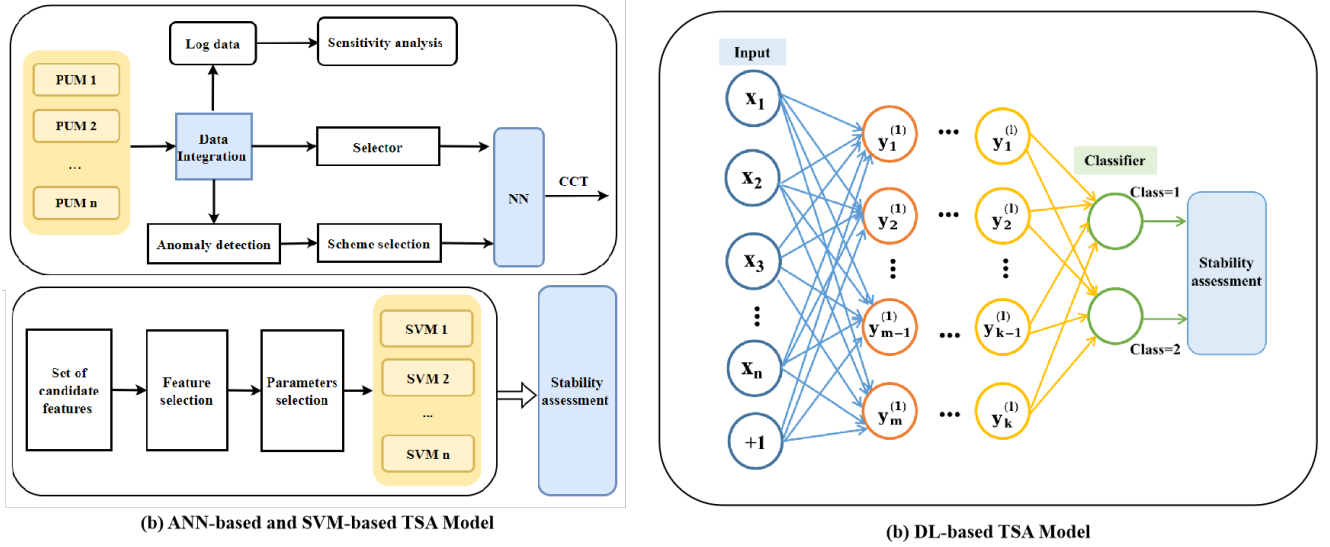 Log data
Sensitivity analysis
PUM 1
PUM 2
...
PUM n
Data
Integration
Selector
NN
CCT
Anomaly detection
Scheme selection
Set of
candidate
features
Feature
selection
Parameters
selection
SVM 1
SVM 2
...
SVM n
Stability
assessment
(b) ANN-based and SVM-based TSA Model
Input
x₁
x₂
x₃
xₙ
+1
y₁⁽¹⁾
y₂⁽¹⁾
yₘ₋₁⁽¹⁾
yₘ⁽¹⁾
y₁⁽ˡ⁾
y₂⁽ˡ⁾
yₖ₋₁⁽ˡ⁾
yₖ⁽ˡ⁾
Classifier
Class=1
Class=2
Stability
assessment
(b) DL-based TSA Model